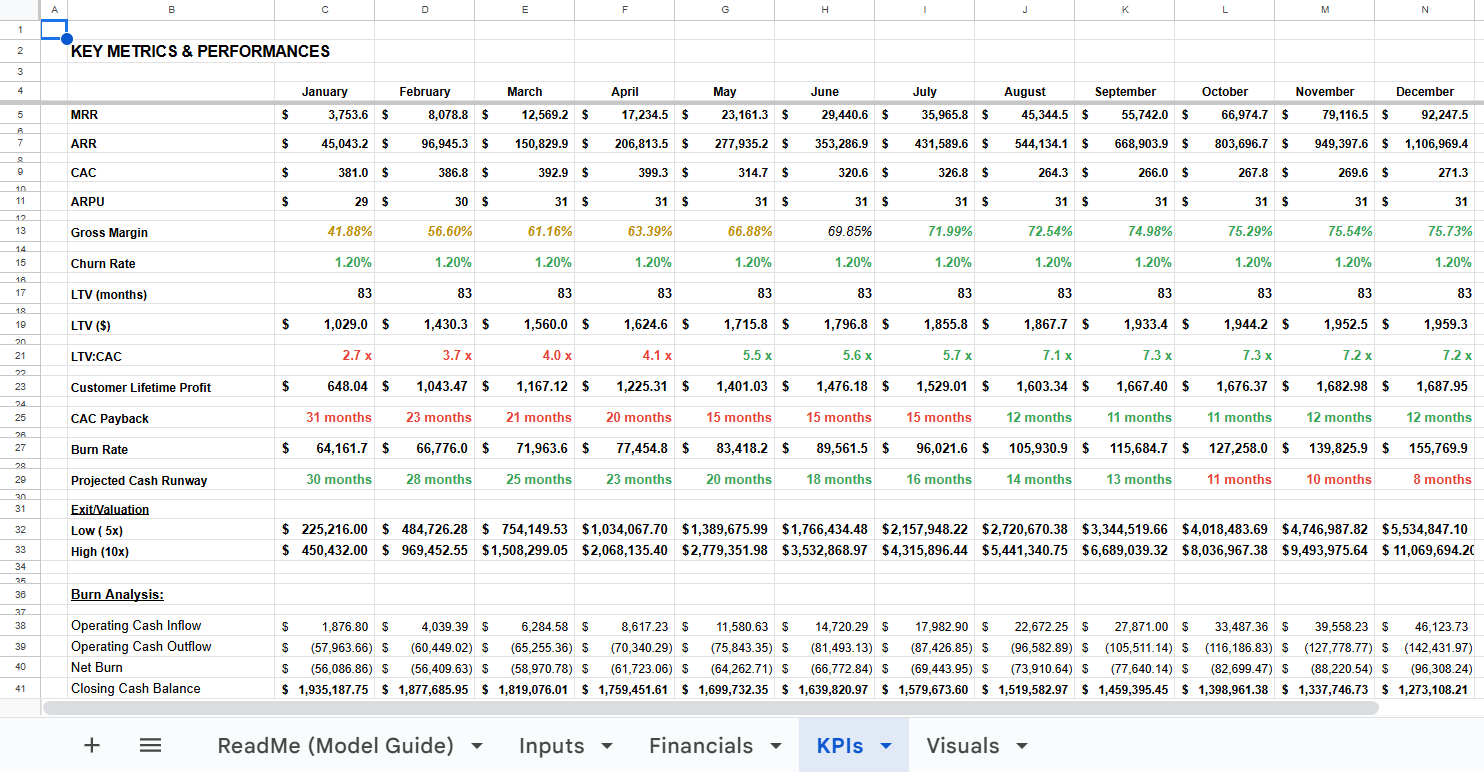 A B C D E F G H I J K L M N
1
2 KEY METRICS & PERFORMANCES
3
4 January February March April May June July August September October November December
5 MRR $ 3,753.6 $ 8,078.8 $ 12,569.2 $ 17,234.5 $ 23,161.3 $ 29,440.6 $ 35,965.8 $ 45,344.5 $ 55,742.0 $ 66,974.7 $ 79,116.5 $ 92,247.5
6
7 ARR $ 45,043.2 $ 96,945.3 $ 150,829.9 $ 206,813.5 $ 277,935.2 $ 353,286.9 $ 431,589.6 $ 544,134.1 $ 668,903.9 $ 803,696.7 $ 949,397.6 $ 1,106,969.4
8
9 CAC $ 381.0 $ 386.8 $ 392.9 $ 399.3 $ 314.7 $ 320.6 $ 326.8 $ 264.3 $ 266.0 $ 267.8 $ 269.6 $ 271.3
10
11 ARPU $ 29 $ 30 $ 31 $ 31 $ 31 $ 31 $ 31 $ 31 $ 31 $ 31 $ 31 $ 31
12
13 Gross Margin 41.88% 56.60% 61.16% 63.39% 66.88% 69.85% 71.99% 72.54% 74.98% 75.29% 75.54% 75.73%
14
15 Churn Rate 1.20% 1.20% 1.20% 1.20% 1.20% 1.20% 1.20% 1.20% 1.20% 1.20% 1.20% 1.20%
16
17 LTV (months) 83 83 83 83 83 83 83 83 83 83 83 83
18
19 LTV ($) $ 1,029.0 $ 1,430.3 $ 1,560.0 $ 1,624.6 $ 1,715.8 $ 1,796.8 $ 1,855.8 $ 1,867.7 $ 1,933.4 $ 1,944.2 $ 1,952.5 $ 1,959.3
20
21 LTV:CAC 2.7 x 3.7 x 4.0 x 4.1 x 5.5 x 5.6 x 5.7 x 7.1 x 7.3 x 7.3 x 7.2 x 7.2 x
22
23 Customer Lifetime Profit $ 648.04 $ 1,043.47 $ 1,167.12 $ 1,225.31 $ 1,401.03 $ 1,476.18 $ 1,529.01 $ 1,603.34 $ 1,667.40 $ 1,676.37 $ 1,682.98 $ 1,687.95
24
25 CAC Payback 31 months 23 months 21 months 20 months 15 months 15 months 15 months 12 months 11 months 11 months 12 months 12 months
26
27 Burn Rate $ 64,161.7 $ 66,776.0 $ 71,963.6 $ 77,454.8 $ 83,418.2 $ 89,561.5 $ 96,021.6 $ 105,930.9 $ 115,684.7 $ 127,258.0 $ 139,825.9 $ 155,769.9
28
29 Projected Cash Runway 30 months 28 months 25 months 23 months 20 months 18 months 16 months 14 months 13 months 11 months 10 months 8 months
30
31 Exit/Valuation
32 Low ( 5x) $ 225,216.00 $ 484,726.28 $ 754,149.53 $1,034,067.70 $1,389,675.99 $1,766,434.48 $2,157,948.22 $2,720,670.38 $3,344,519.66 $4,018,483.69 $4,746,987.82 $5,534,847.10
33 High (10x) $ 450,432.00 $ 969,452.55 $1,508,299.05 $2,068,135.40 $2,779,351.98 $3,532,868.97 $4,315,896.44 $5,441,340.75 $6,689,039.32 $8,036,967.38 $9,493,975.64 $ 11,069,694.20
34
35
36 Burn Analysis:
37
38 Operating Cash Inflow $ 1,876.80 $ 4,039.39 $ 6,284.58 $ 8,617.23 $ 11,580.63 $ 14,720.29 $ 17,982.90 $ 22,672.25 $ 27,871.00 $ 33,487.36 $ 39,558.23 $ 46,123.73
39 Operating Cash Outflow $ (57,963.66) $ (60,449.02) $ (65,255.36) $ (70,340.29) $ (75,843.35) $ (81,493.13) $ (87,426.85) $ (96,582.89) $ (105,511.14) $ (116,186.83) $ (127,778.77) $ (142,431.97)
40 Net Burn $ (56,086.86) $ (56,409.63) $ (58,970.78) $ (61,723.06) $ (64,262.71) $ (66,772.84) $ (69,443.95) $ (73,910.64) $ (77,640.14) $ (82,699.47) $ (88,220.54) $ (96,308.24)
41 Closing Cash Balance $ 1,935,187.75 $ 1,877,685.95 $ 1,819,076.01 $ 1,759,451.61 $ 1,699,732.35 $ 1,639,820.97 $ 1,579,673.60 $ 1,519,582.97 $ 1,459,395.45 $ 1,398,961.38 $ 1,337,746.73 $ 1,273,108.21
ReadMe (Model Guide) Inputs Financials KPIs Visuals